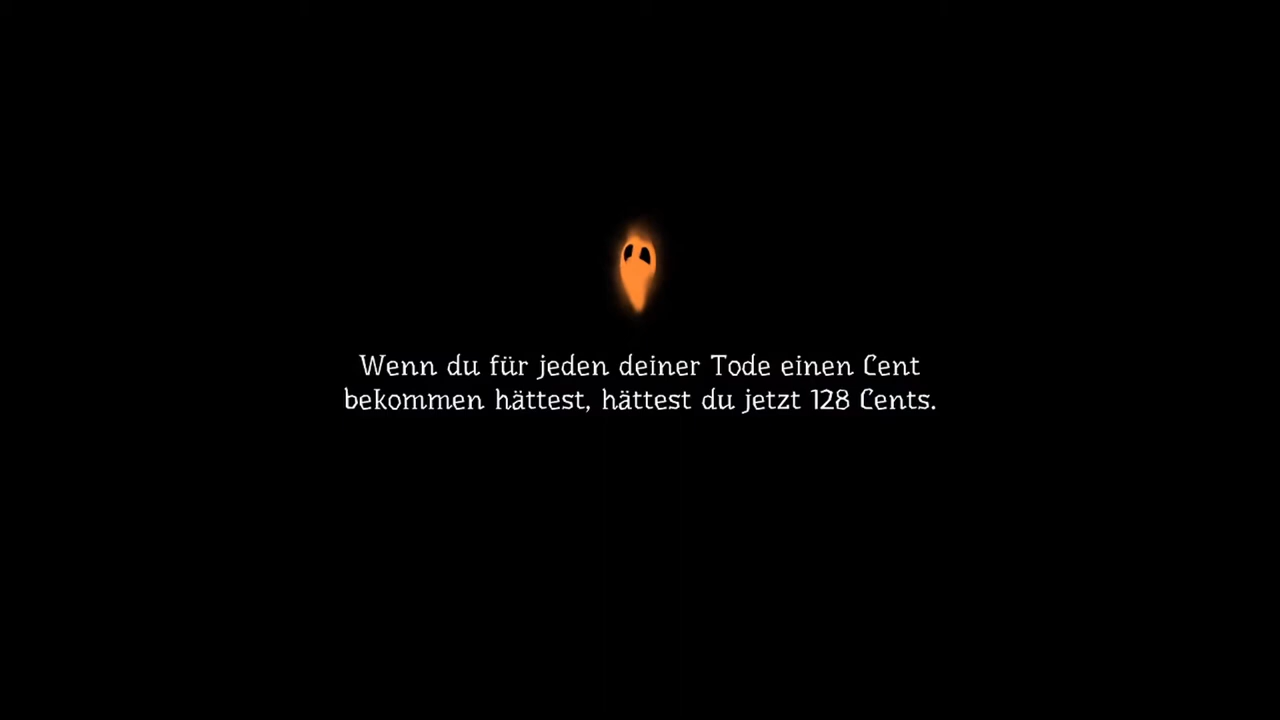 Wenn du für jeden deiner Tode einen Cent
bekommen hättest, hättest du jetzt 128 Cents.